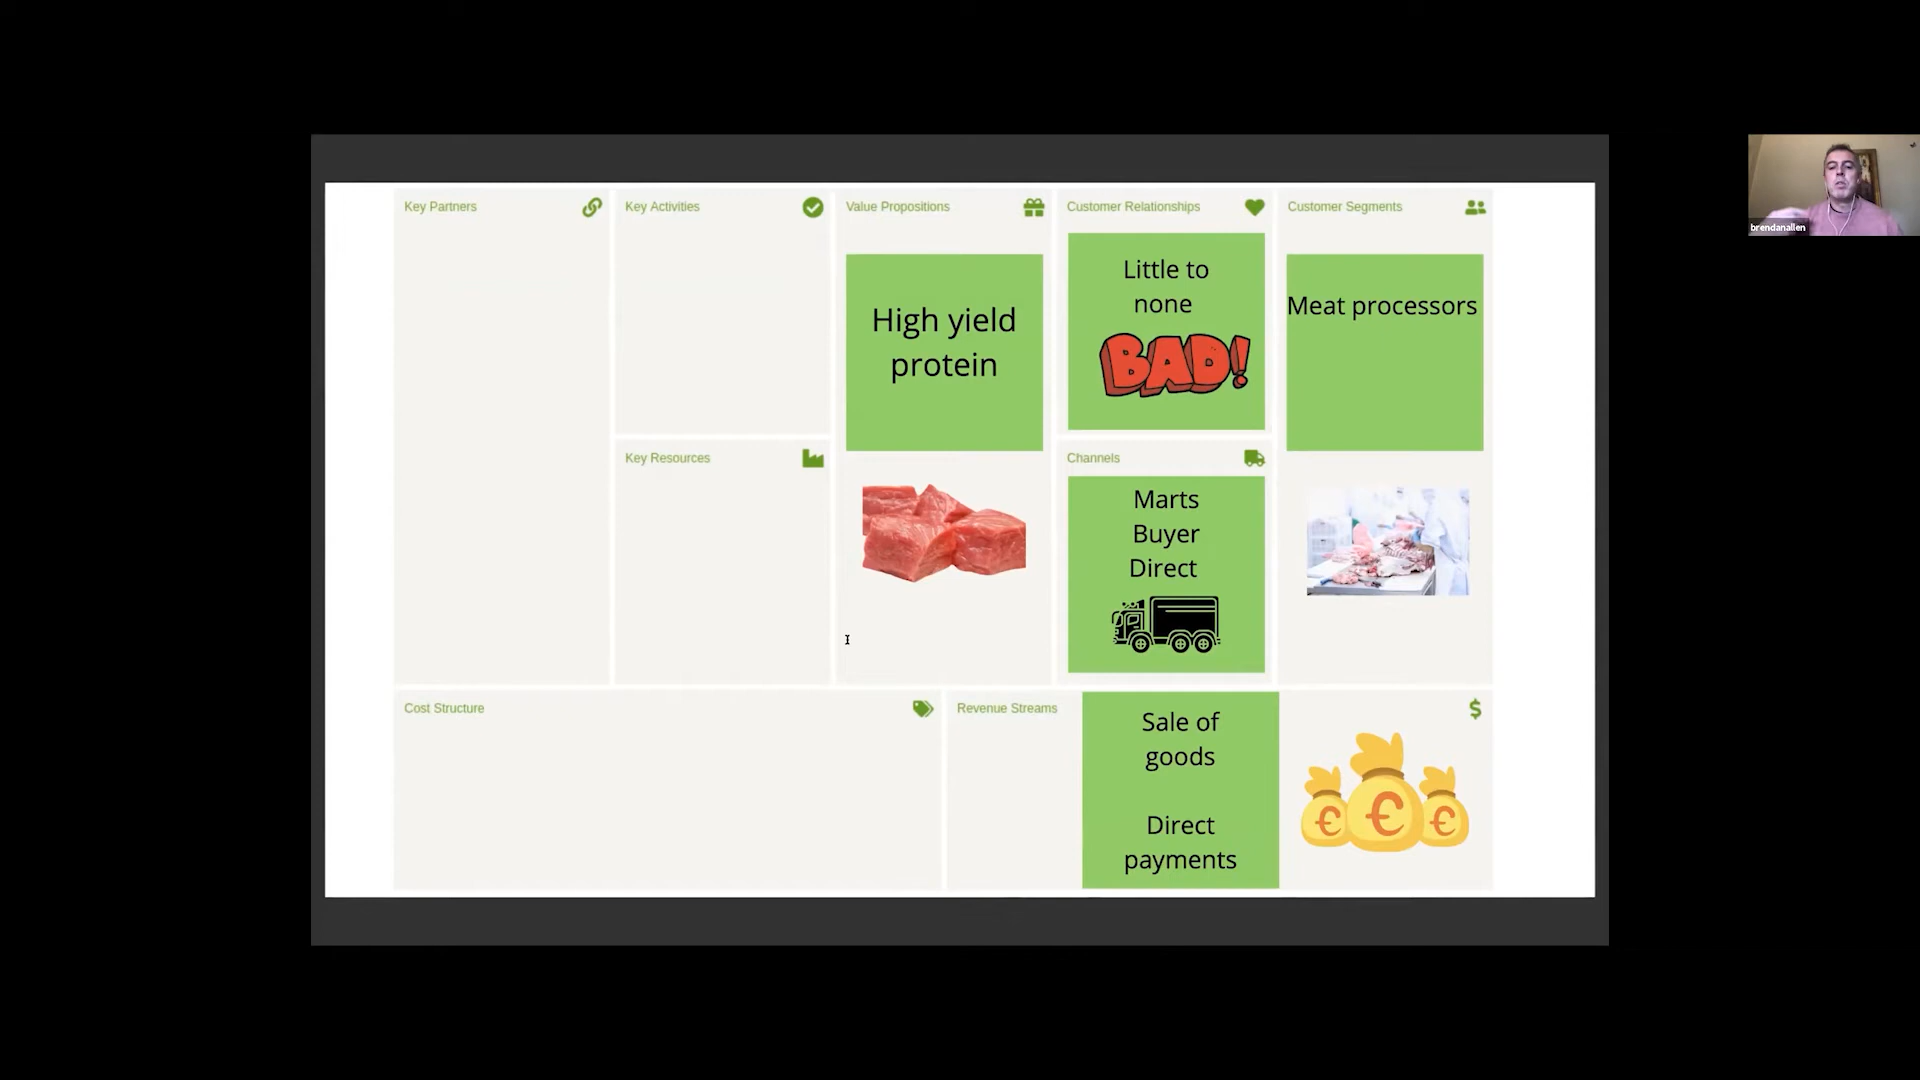 Key Partners
Key Activities
Value Propositions
High yield
protein
Customer Relationships
Little to
none
BAD!
Customer Segments
Meat processors
Key Resources
Channels
Marts
Buyer
Direct
Cost Structure
Revenue Streams
$
Sale of
goods
Direct
payments
€ € €
brendanallen